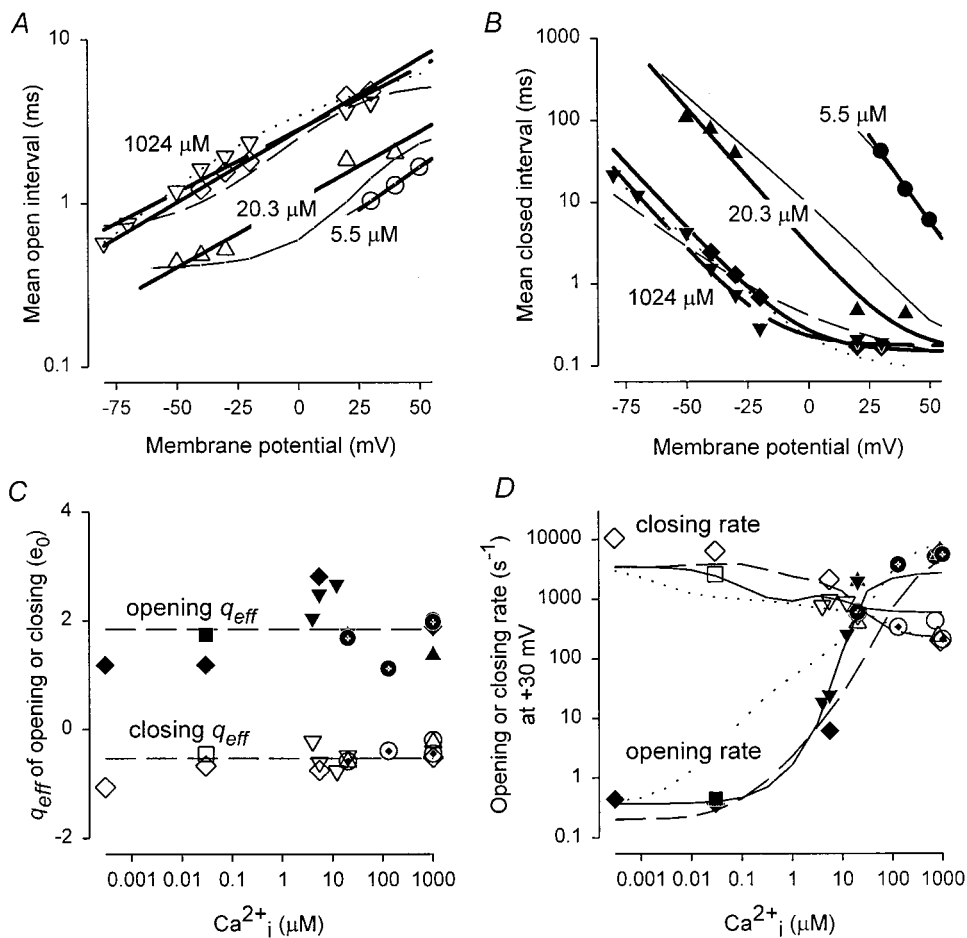 A
10
1
0.1
Mean open interval (ms)
1024 µM
20.3 µM
5.5 µM
-75 -50 -25 0 25 50
Membrane potential (mV)
B
1000
100
10
1
0.1
Mean closed interval (ms)
5.5 µM
20.3 µM
1024 µM
-75 -50 -25 0 25 50
Membrane potential (mV)
C
4
2
0
-2
qeff of opening or closing (e0)
opening qeff
closing qeff
0.001 0.01 0.1 1 10 100 1000
Ca2+i (µM)
D
10000
1000
100
10
1
0.1
Opening or closing rate (s−1)
at +30 mV
closing rate
opening rate
0.001 0.01 0.1 1 10 100 1000
Ca2+i (µM)